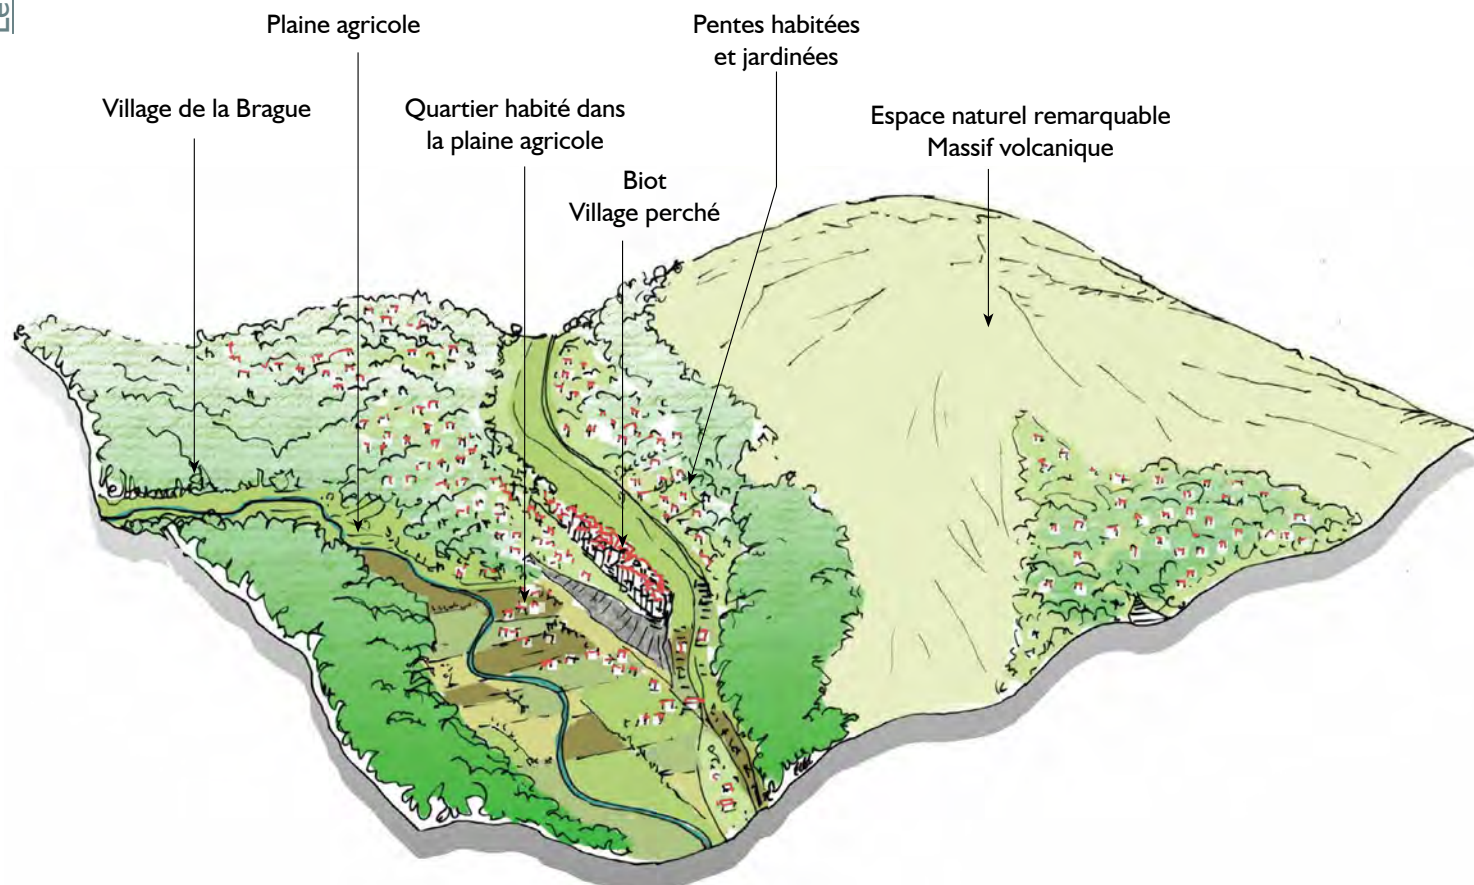 Plaine agricole
Pentes habitées
et jardinées
Village de la Brague
Quartier habité dans
la plaine agricole
Espace naturel remarquable
Massif volcanique
Biot
Village perché